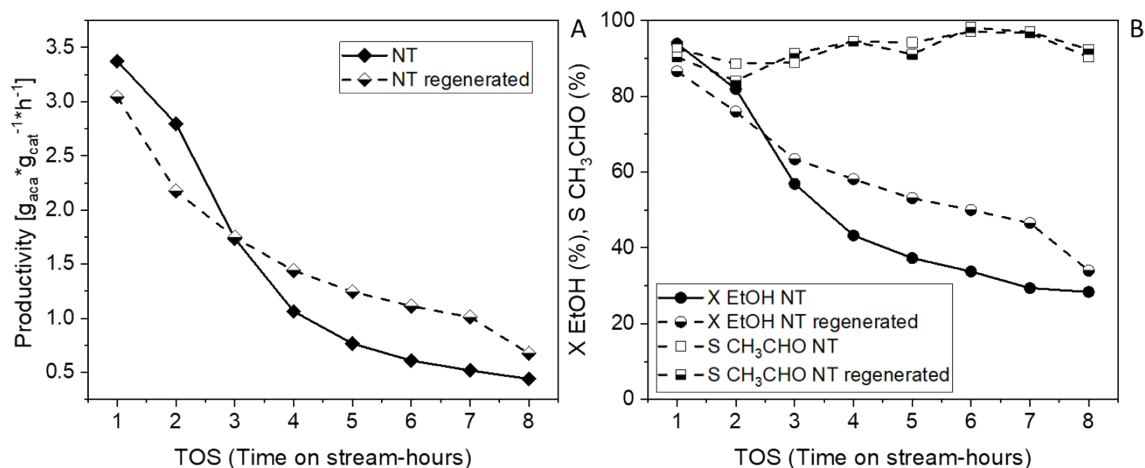 A
NT
NT regenerated
3.5
3.0
2.5
2.0
1.5
1.0
0.5
Productivity [g_aca*g_cat^-1*h^-1]
1 2 3 4 5 6 7 8
TOS (Time on stream-hours)
B
100
80
60
40
20
0
X EtOH (%), S CH₃CHO (%)
X EtOH NT
X EtOH NT regenerated
S CH₃CHO NT
S CH₃CHO NT regenerated
1 2 3 4 5 6 7 8
TOS (Time on stream-hours)